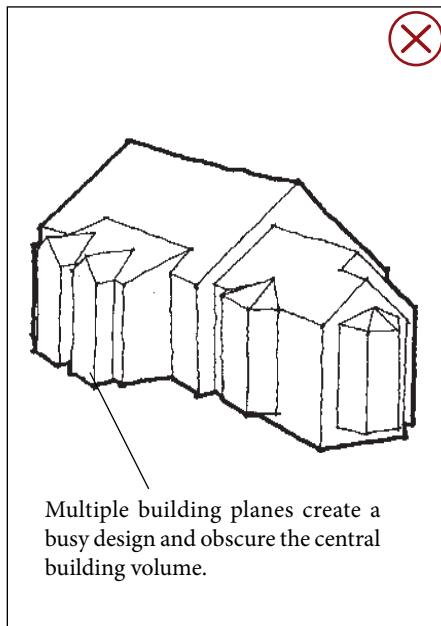 Multiple building planes create a
busy design and obscure the central
building volume.